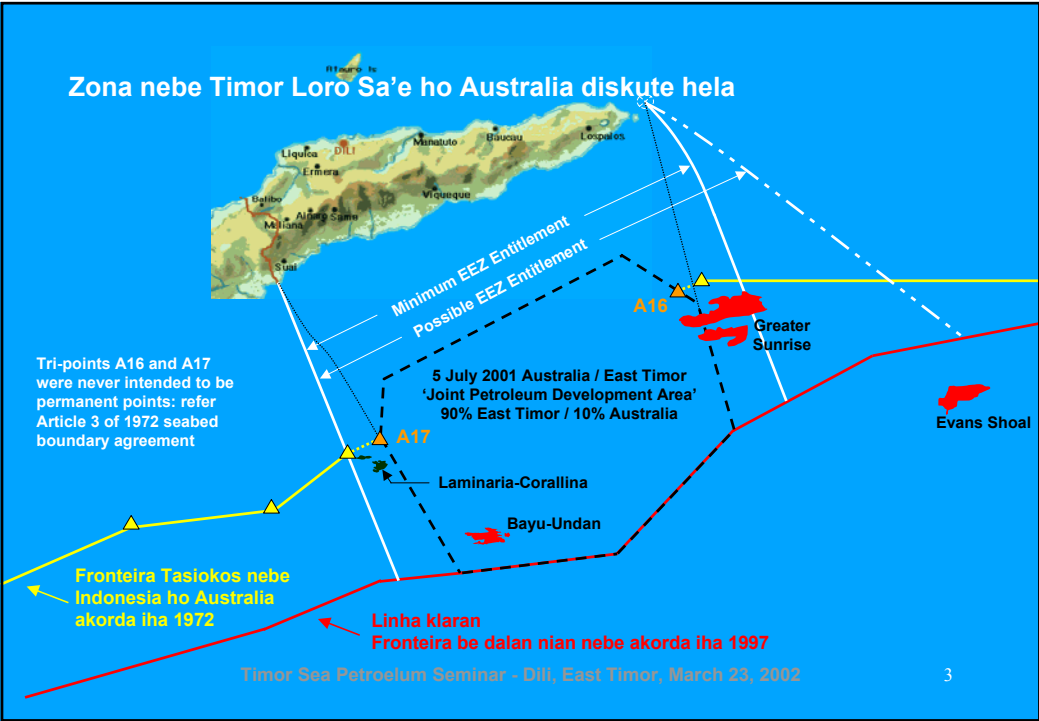 Atauro Is
Zona nebe Timor Loro Sa'e ho Australia diskute hela
Liquica
DILI
Manatuto
Baucau
Lospalos
Ermera
Balibo
Maliana
Ainaro
Same
Viqueque
Suai
Minimum EEZ Entitlement
Possible EEZ Entitlement
A16
Greater
Sunrise
Tri-points A16 and A17
were never intended to be
permanent points: refer
Article 3 of 1972 seabed
boundary agreement
5 July 2001 Australia / East Timor
'Joint Petroleum Development Area'
90% East Timor / 10% Australia
Evans Shoal
A17
Laminaria-Corallina
Bayu-Undan
Fronteira Tasiokos nebe
Indonesia ho Australia
akorda iha 1972
Linha klaran
Fronteira be dalan nian nebe akorda iha 1997
Timor Sea Petroelum Seminar - Dili, East Timor, March 23, 2002
3